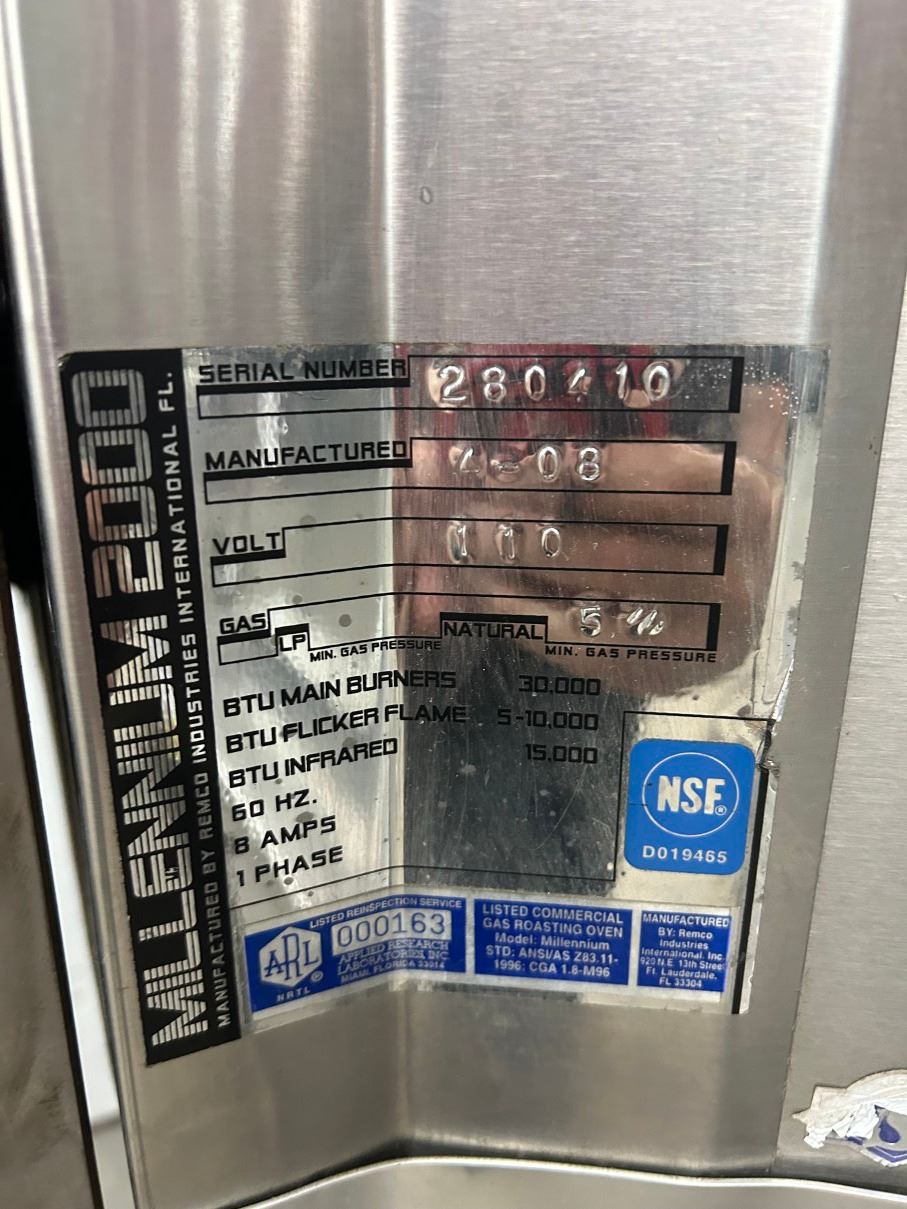 MILLENNIUM 2000
MANUFACTURED BY REMCO INDUSTRIES INTERNATIONAL FL.
SERIAL NUMBER 280410
MANUFACTURED 4-08
VOLT 110
GAS LP MIN. GAS PRESSURE NATURAL 5 MIN. GAS PRESSURE
BTU MAIN BURNERS 30,000
BTU FLICKER FLAME 5-10,000
BTU INFRARED 15,000
60 HZ.
8 AMPS
1 PHASE
NSF®
D019465
LISTED REINSPECTION SERVICE
ARL®
NRTL
000163
APPLIED RESEARCH
LABORATORIES, INC
MIAMI, FLORIDA 33014
LISTED COMMERCIAL
GAS ROASTING OVEN
Model: Millennium
STD: ANSI/AS Z83.11-
1996: CGA 1.8-M96
MANUFACTURED
BY: Remco
Industries
International. Inc.
920 N.E. 13th Street
Ft. Lauderdale,
FL 33304